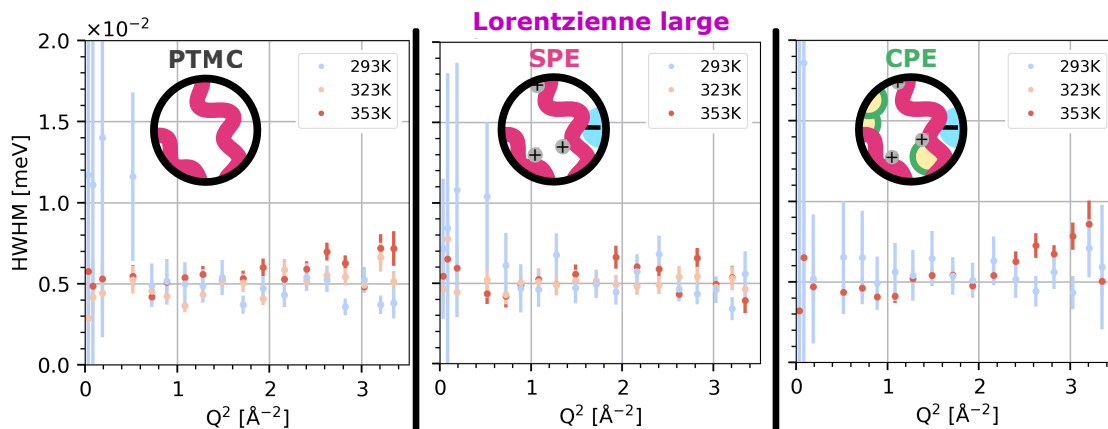 Lorentzienne large
×10⁻²
PTMC
293K
323K
353K
SPE
293K
323K
353K
CPE
293K
323K
353K
+
+
+
−
+
+
+
−
HWHM [meV]
2.0
1.5
1.0
0.5
0.0
0
1
2
3
0
1
2
3
0
1
2
3
Q² [Å⁻²]
Q² [Å⁻²]
Q² [Å⁻²]